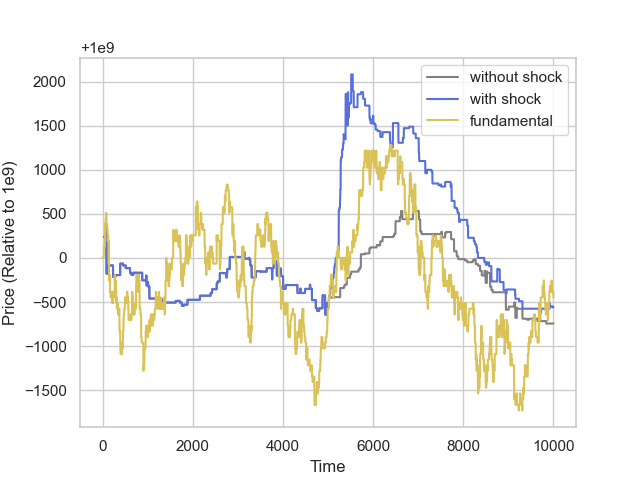 +1e9
Price (Relative to 1e9)
2000
1500
1000
500
0
−500
−1000
−1500
without shock
with shock
fundamental
0 2000 4000 6000 8000 10000
Time